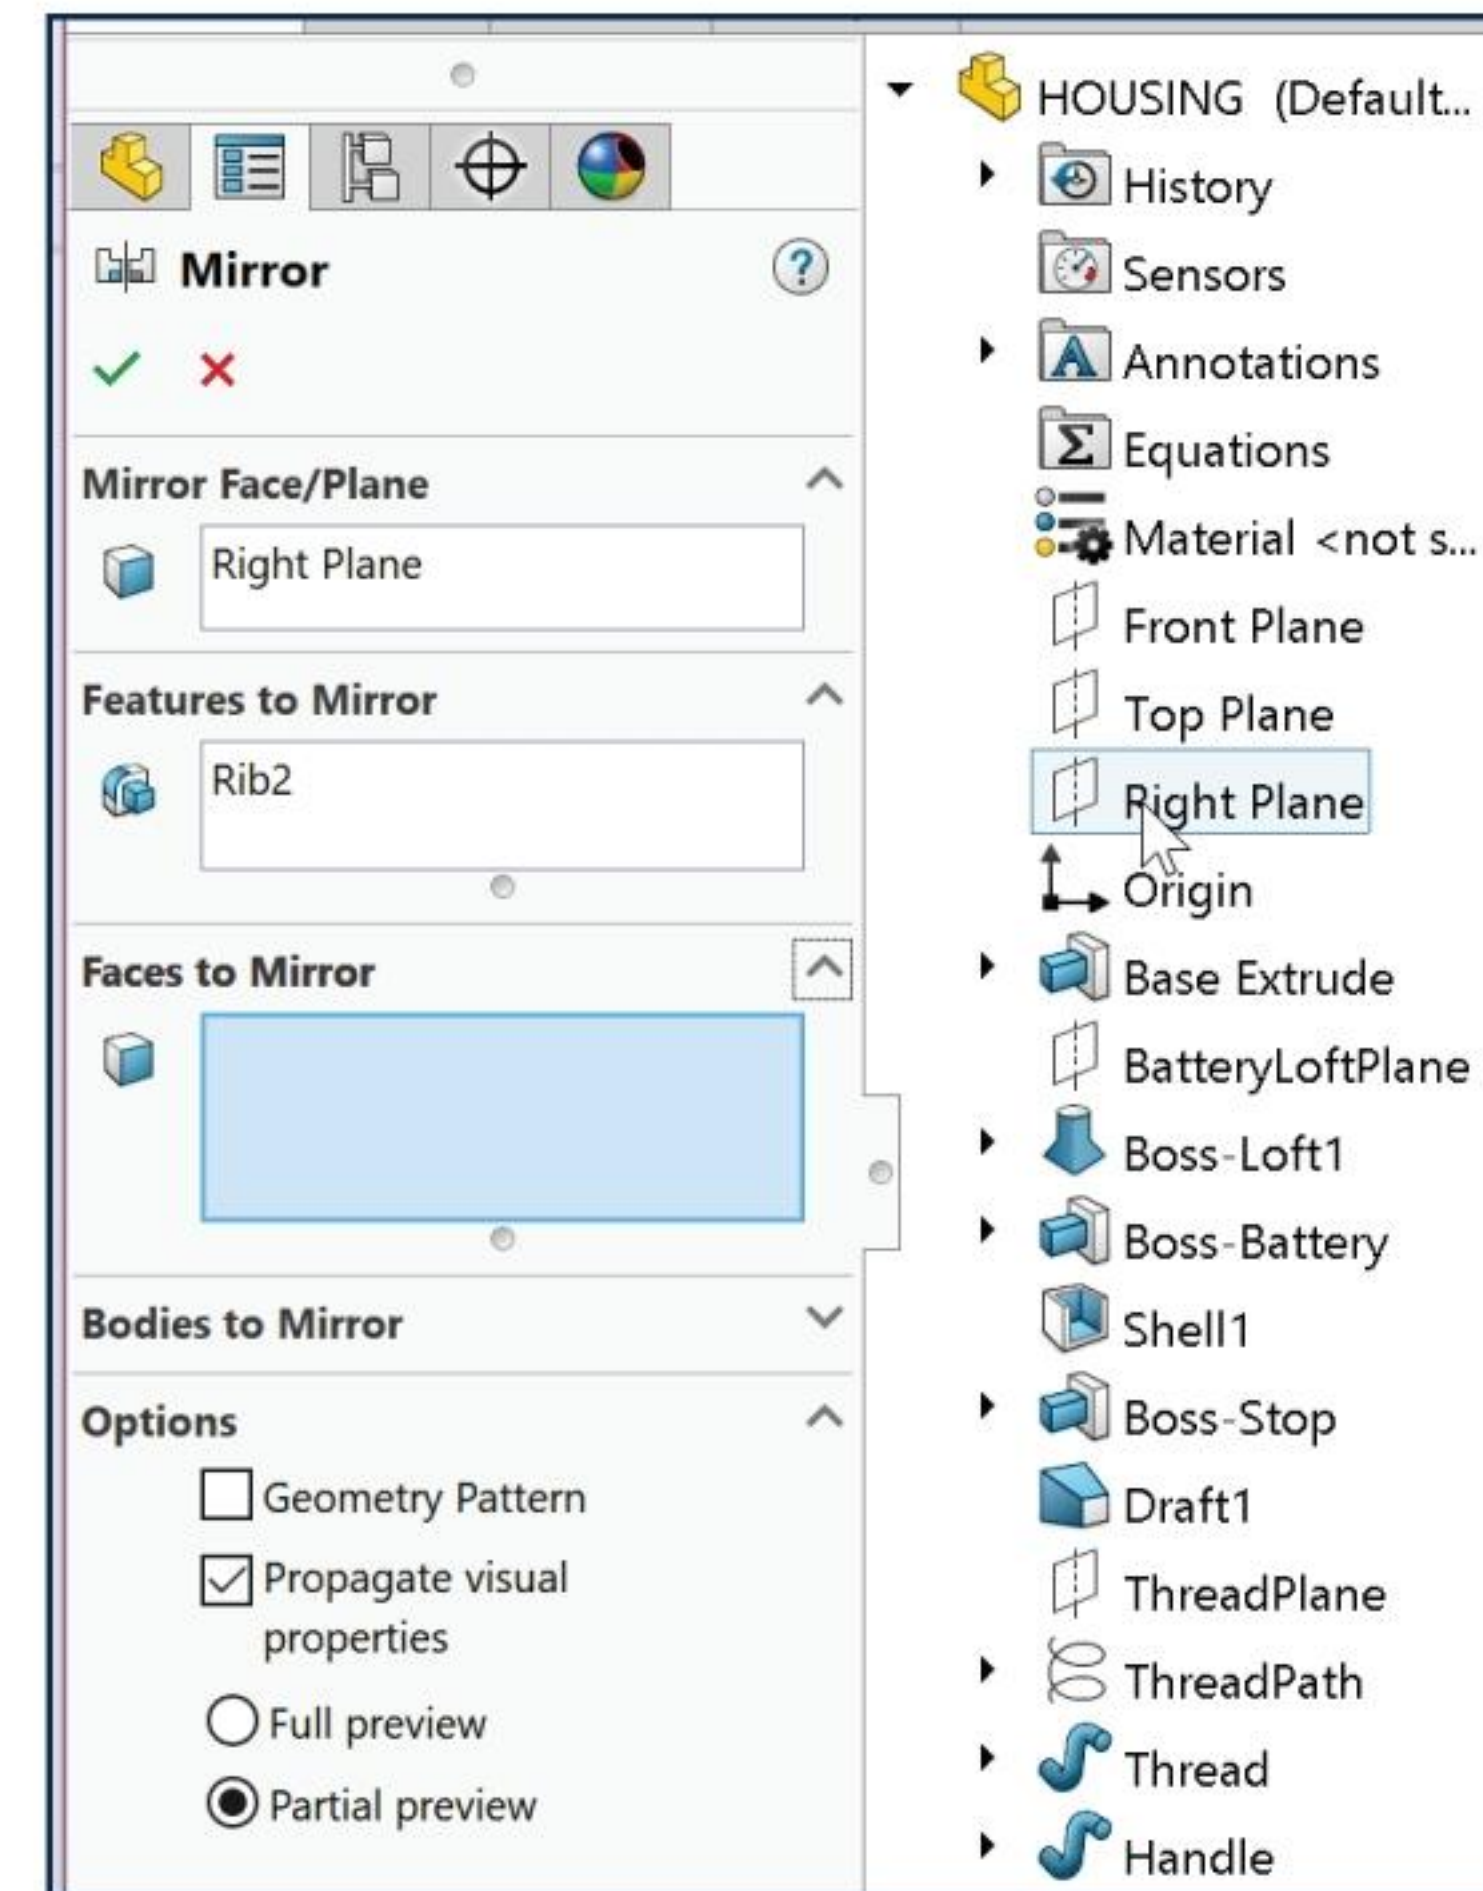 Mirror
Mirror Face/Plane
Right Plane
Features to Mirror
Rib2
Faces to Mirror
Bodies to Mirror
Options
Geometry Pattern
Propagate visual
properties
Full preview
Partial preview
HOUSING (Default...
History
Sensors
Annotations
Equations
Material <not s...
Front Plane
Top Plane
Right Plane
Origin
Base Extrude
BatteryLoftPlane
Boss-Loft1
Boss-Battery
Shell1
Boss-Stop
Draft1
ThreadPlane
ThreadPath
Thread
Handle